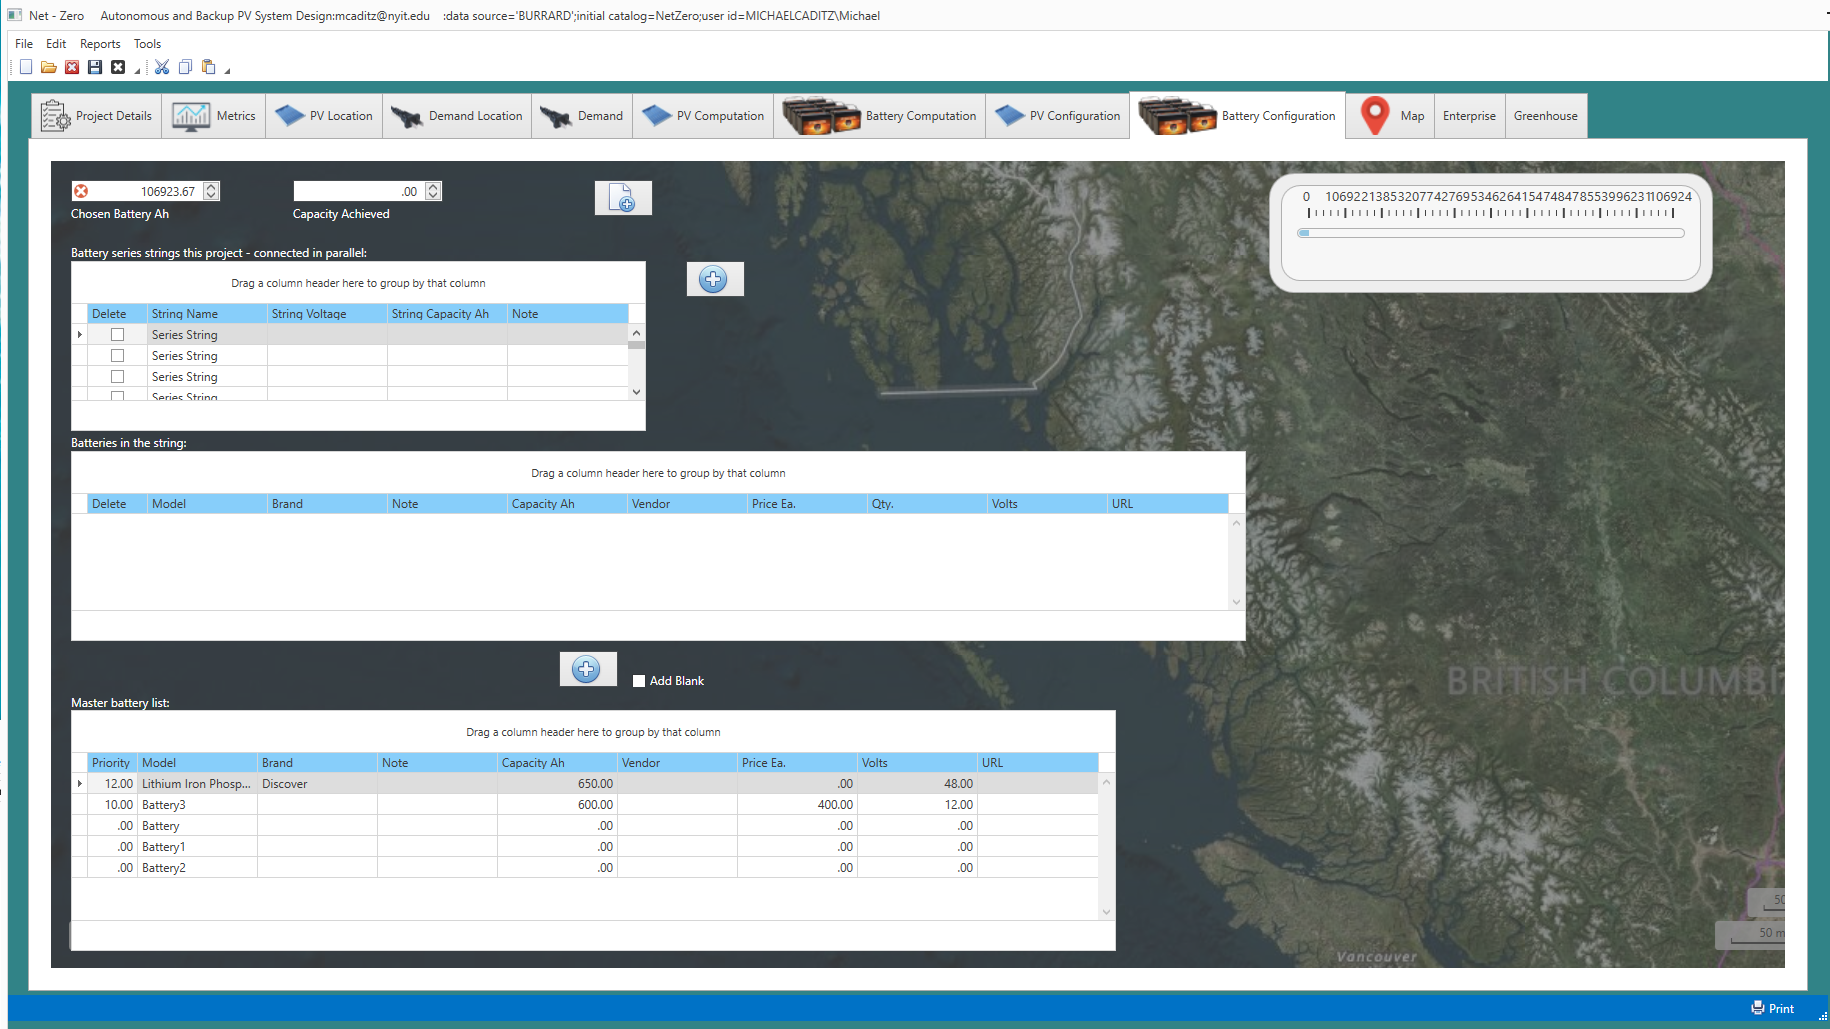 Net - Zero    Autonomous and Backup PV System Design:mcaditz@nyit.edu    :data source='BURRARD';initial catalog=NetZero;user id=MICHAELCADITZ\Michael
File Edit Reports Tools
Project Details Metrics PV Location Demand Location Demand PV Computation Battery Computation PV Configuration Battery Configuration Map Enterprise Greenhouse
106923.67 .00
Chosen Battery Ah Capacity Achieved
0 106922138532077427695346264154748478553996231106924
Battery series strings this project - connected in parallel:
Drag a column header here to group by that column
Delete String Name String Voltage String Capacity Ah Note
Series String
Series String
Series String
Series String
Batteries in the string:
Drag a column header here to group by that column
Delete Model Brand Note Capacity Ah Vendor Price Ea. Qty. Volts URL
Add Blank
BRITISH COLUMBI
Master battery list:
Drag a column header here to group by that column
Priority Model Brand Note Capacity Ah Vendor Price Ea. Volts URL
12.00 Lithium Iron Phosp... Discover 650.00 .00 48.00
10.00 Battery3 600.00 400.00 12.00
.00 Battery .00 .00 .00
.00 Battery1 .00 .00 .00
.00 Battery2 .00 .00 .00
50
50 m
Vancouver
Print